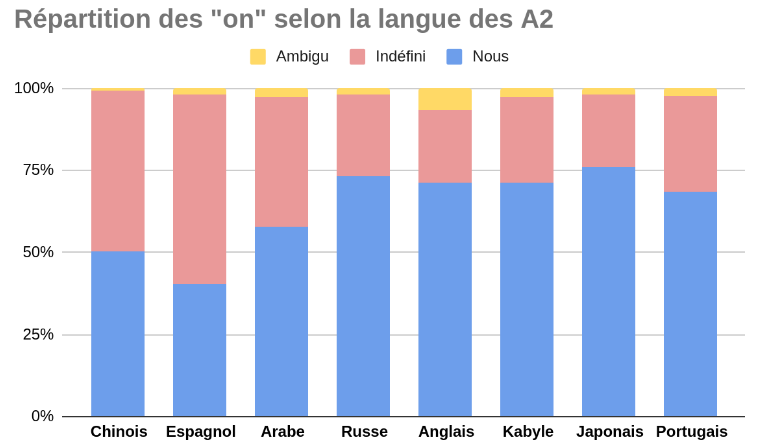 Répartition des "on" selon la langue des A2
Ambigu Indéfini Nous
100%
75%
50%
25%
0%
Chinois Espagnol Arabe Russe Anglais Kabyle Japonais Portugais